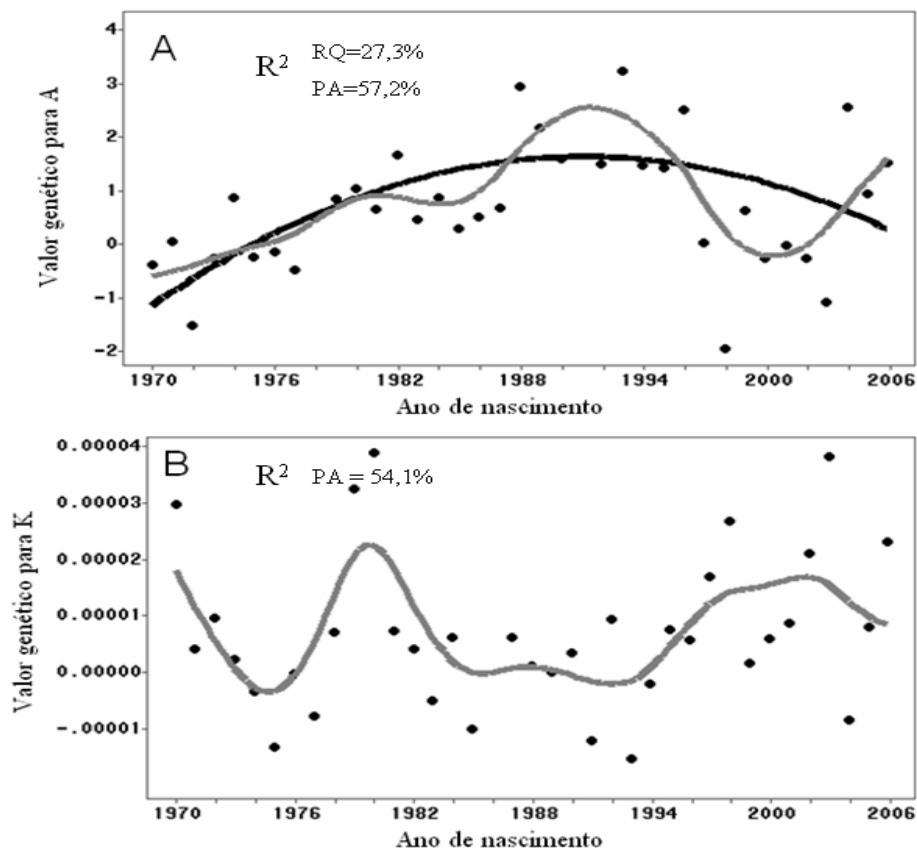 A
R² RQ=27,3%
PA=57,2%
Valor genético para A
4
3
2
1
0
-1
-2
1970 1976 1982 1988 1994 2000 2006
Ano de nascimento
B
R² PA = 54,1%
Valor genético para K
0.00004
0.00003
0.00002
0.00001
0.00000
-.00001
1970 1976 1982 1988 1994 2000 2006
Ano de nascimento